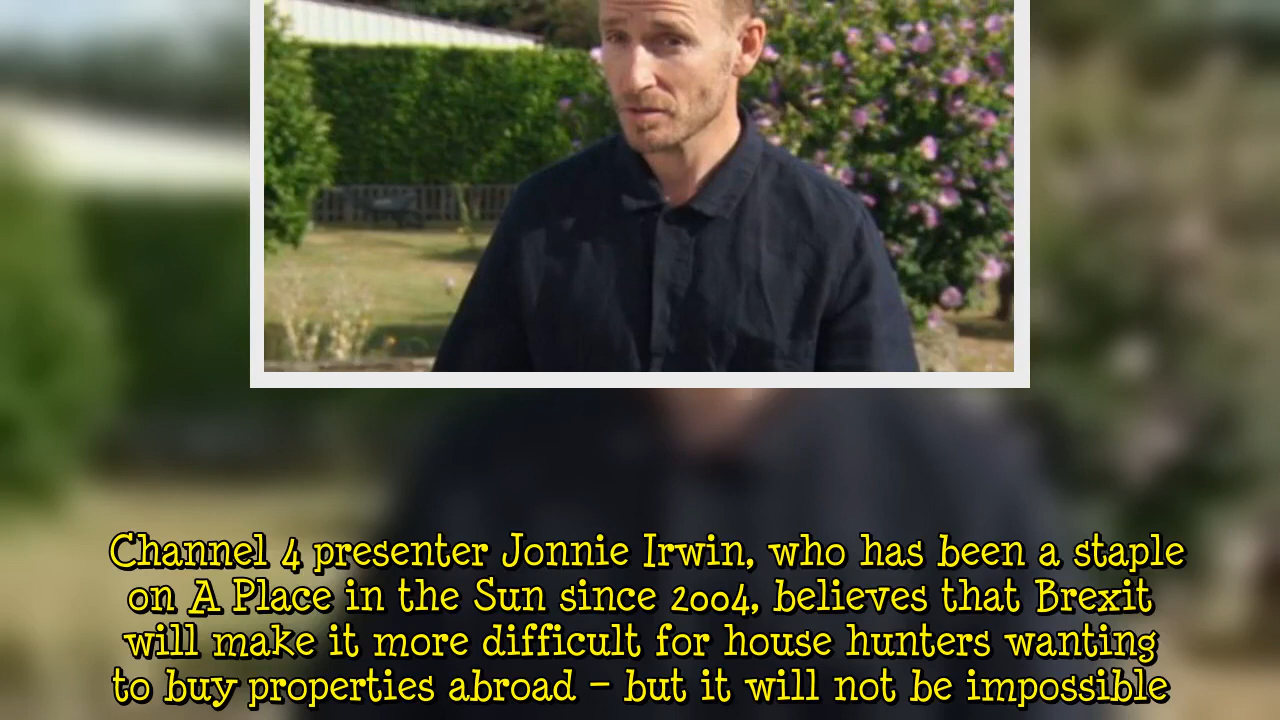 Channel 4 presenter Jonnie Irwin, who has been a staple
on A Place in the Sun since 2004, believes that Brexit
will make it more difficult for house hunters wanting
to buy properties abroad – but it will not be impossible